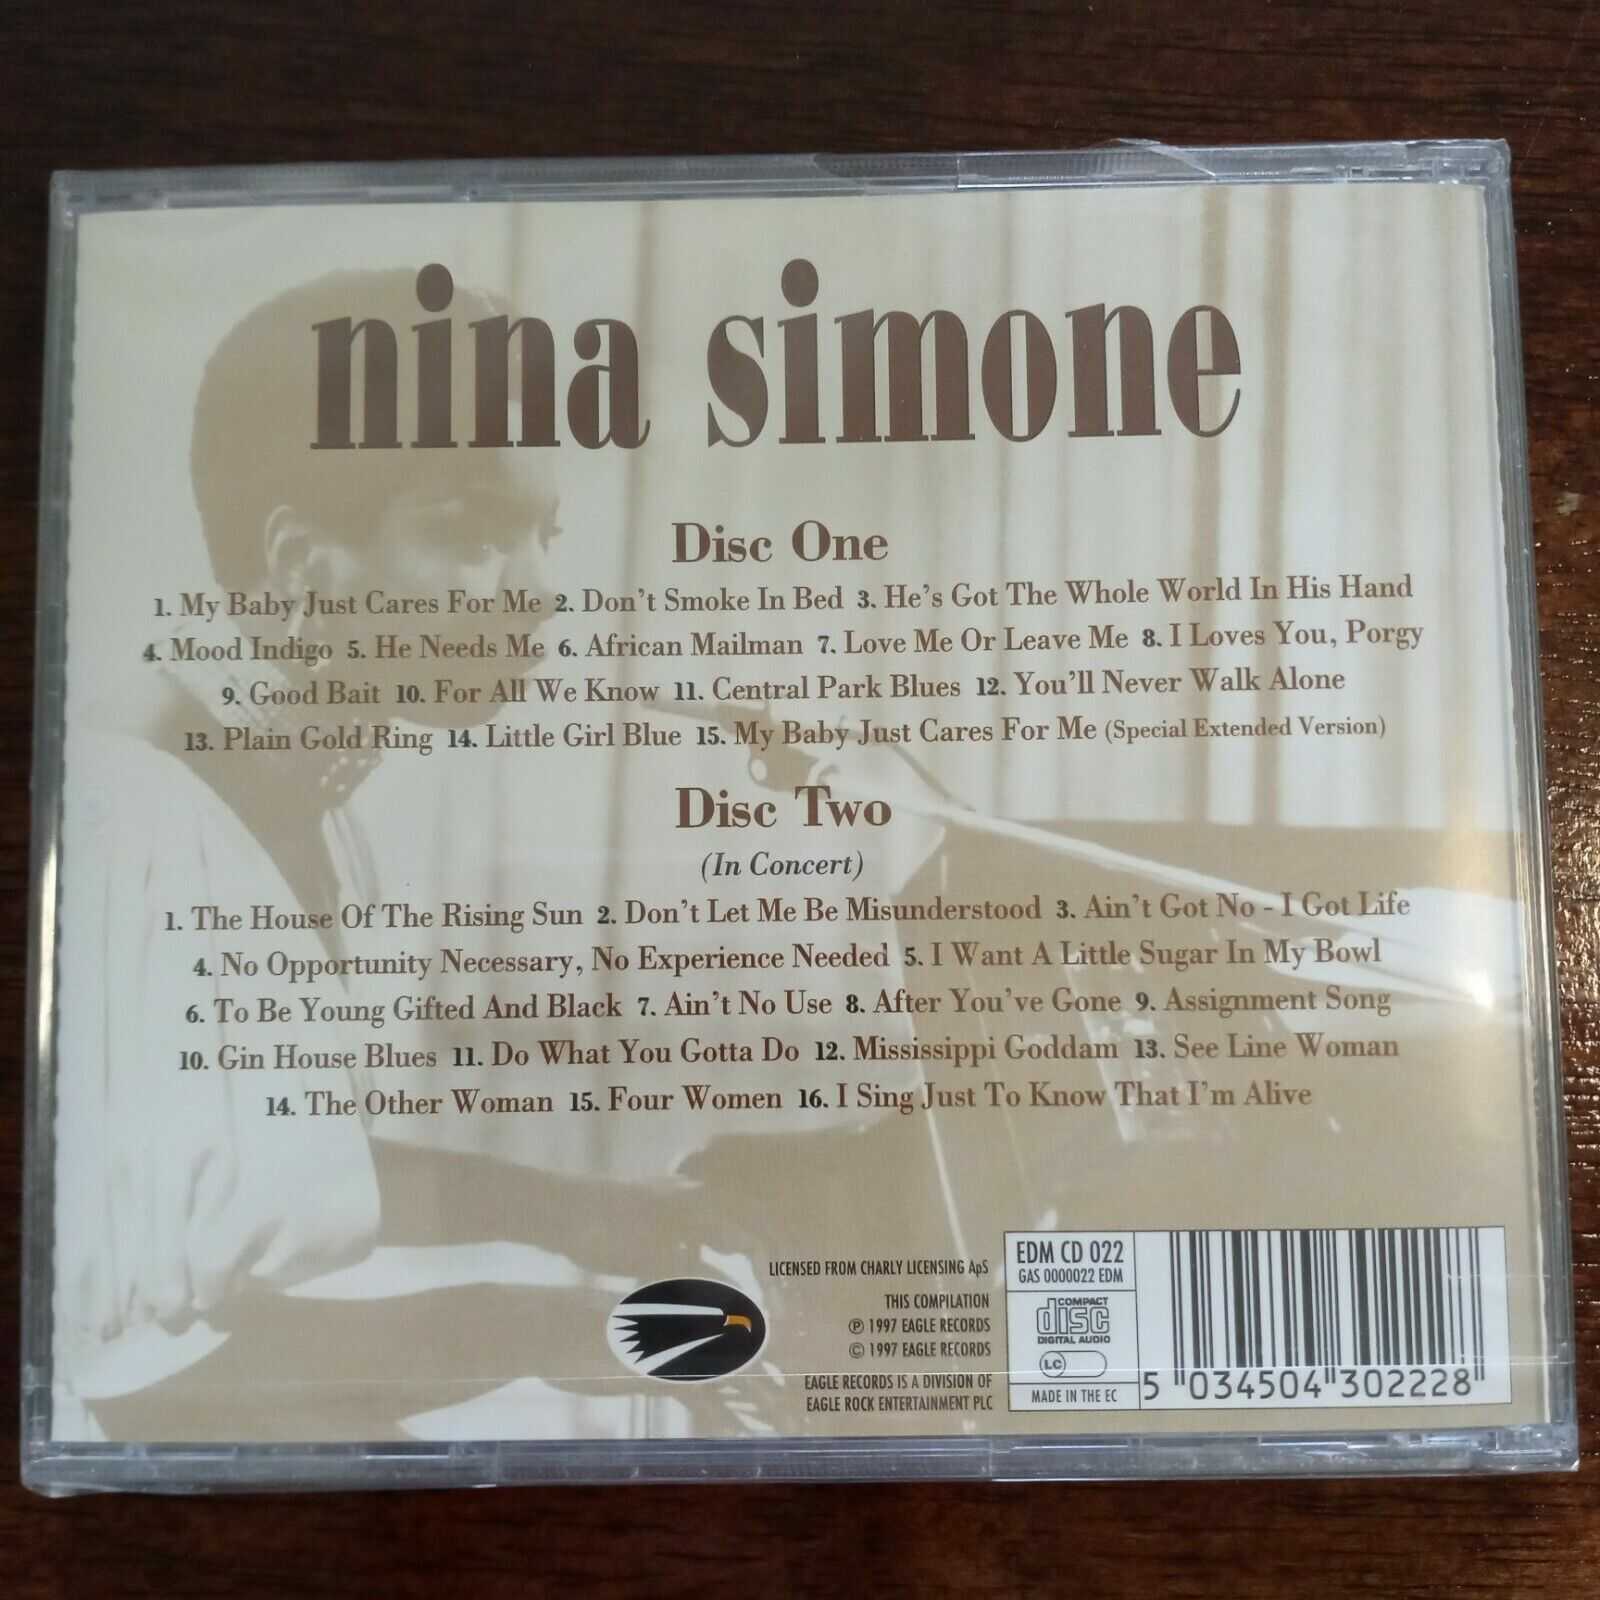 nina simone
Disc One
1. My Baby Just Cares For Me 2. Don't Smoke In Bed 3. He's Got The Whole World In His Hand
4. Mood Indigo 5. He Needs Me 6. African Mailman 7. Love Me Or Leave Me 8. I Loves You, Porgy
9. Good Bait 10. For All We Know 11. Central Park Blues 12. You'll Never Walk Alone
13. Plain Gold Ring 14. Little Girl Blue 15. My Baby Just Cares For Me (Special Extended Version)
Disc Two
(In Concert)
1. The House Of The Rising Sun 2. Don't Let Me Be Misunderstood 3. Ain't Got No - I Got Life
4. No Opportunity Necessary, No Experience Needed 5. I Want A Little Sugar In My Bowl
6. To Be Young Gifted And Black 7. Ain't No Use 8. After You've Gone 9. Assignment Song
10. Gin House Blues 11. Do What You Gotta Do 12. Mississippi Goddam 13. See Line Woman
14. The Other Woman 15. Four Women 16. I Sing Just To Know That I'm Alive
LICENSED FROM CHARLY LICENSING ApS
THIS COMPILATION
℗ 1997 EAGLE RECORDS
© 1997 EAGLE RECORDS
EAGLE RECORDS IS A DIVISION OF
EAGLE ROCK ENTERTAINMENT PLC
EDM CD 022
GAS 0000022 EDM
COMPACT
disc
DIGITAL AUDIO
LC
MADE IN THE EC
5 034504 302228